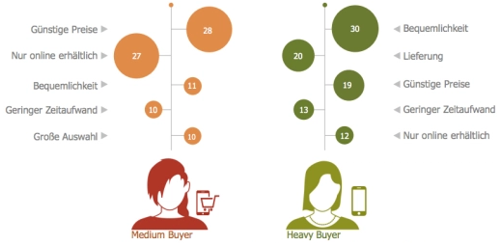 Günstige Preise
28
Nur online erhältlich
27
Bequemlichkeit
11
Geringer Zeitaufwand
10
Große Auswahl
10
Medium Buyer
30
Bequemlichkeit
20
Lieferung
19
Günstige Preise
13
Geringer Zeitaufwand
12
Nur online erhältlich
Heavy Buyer